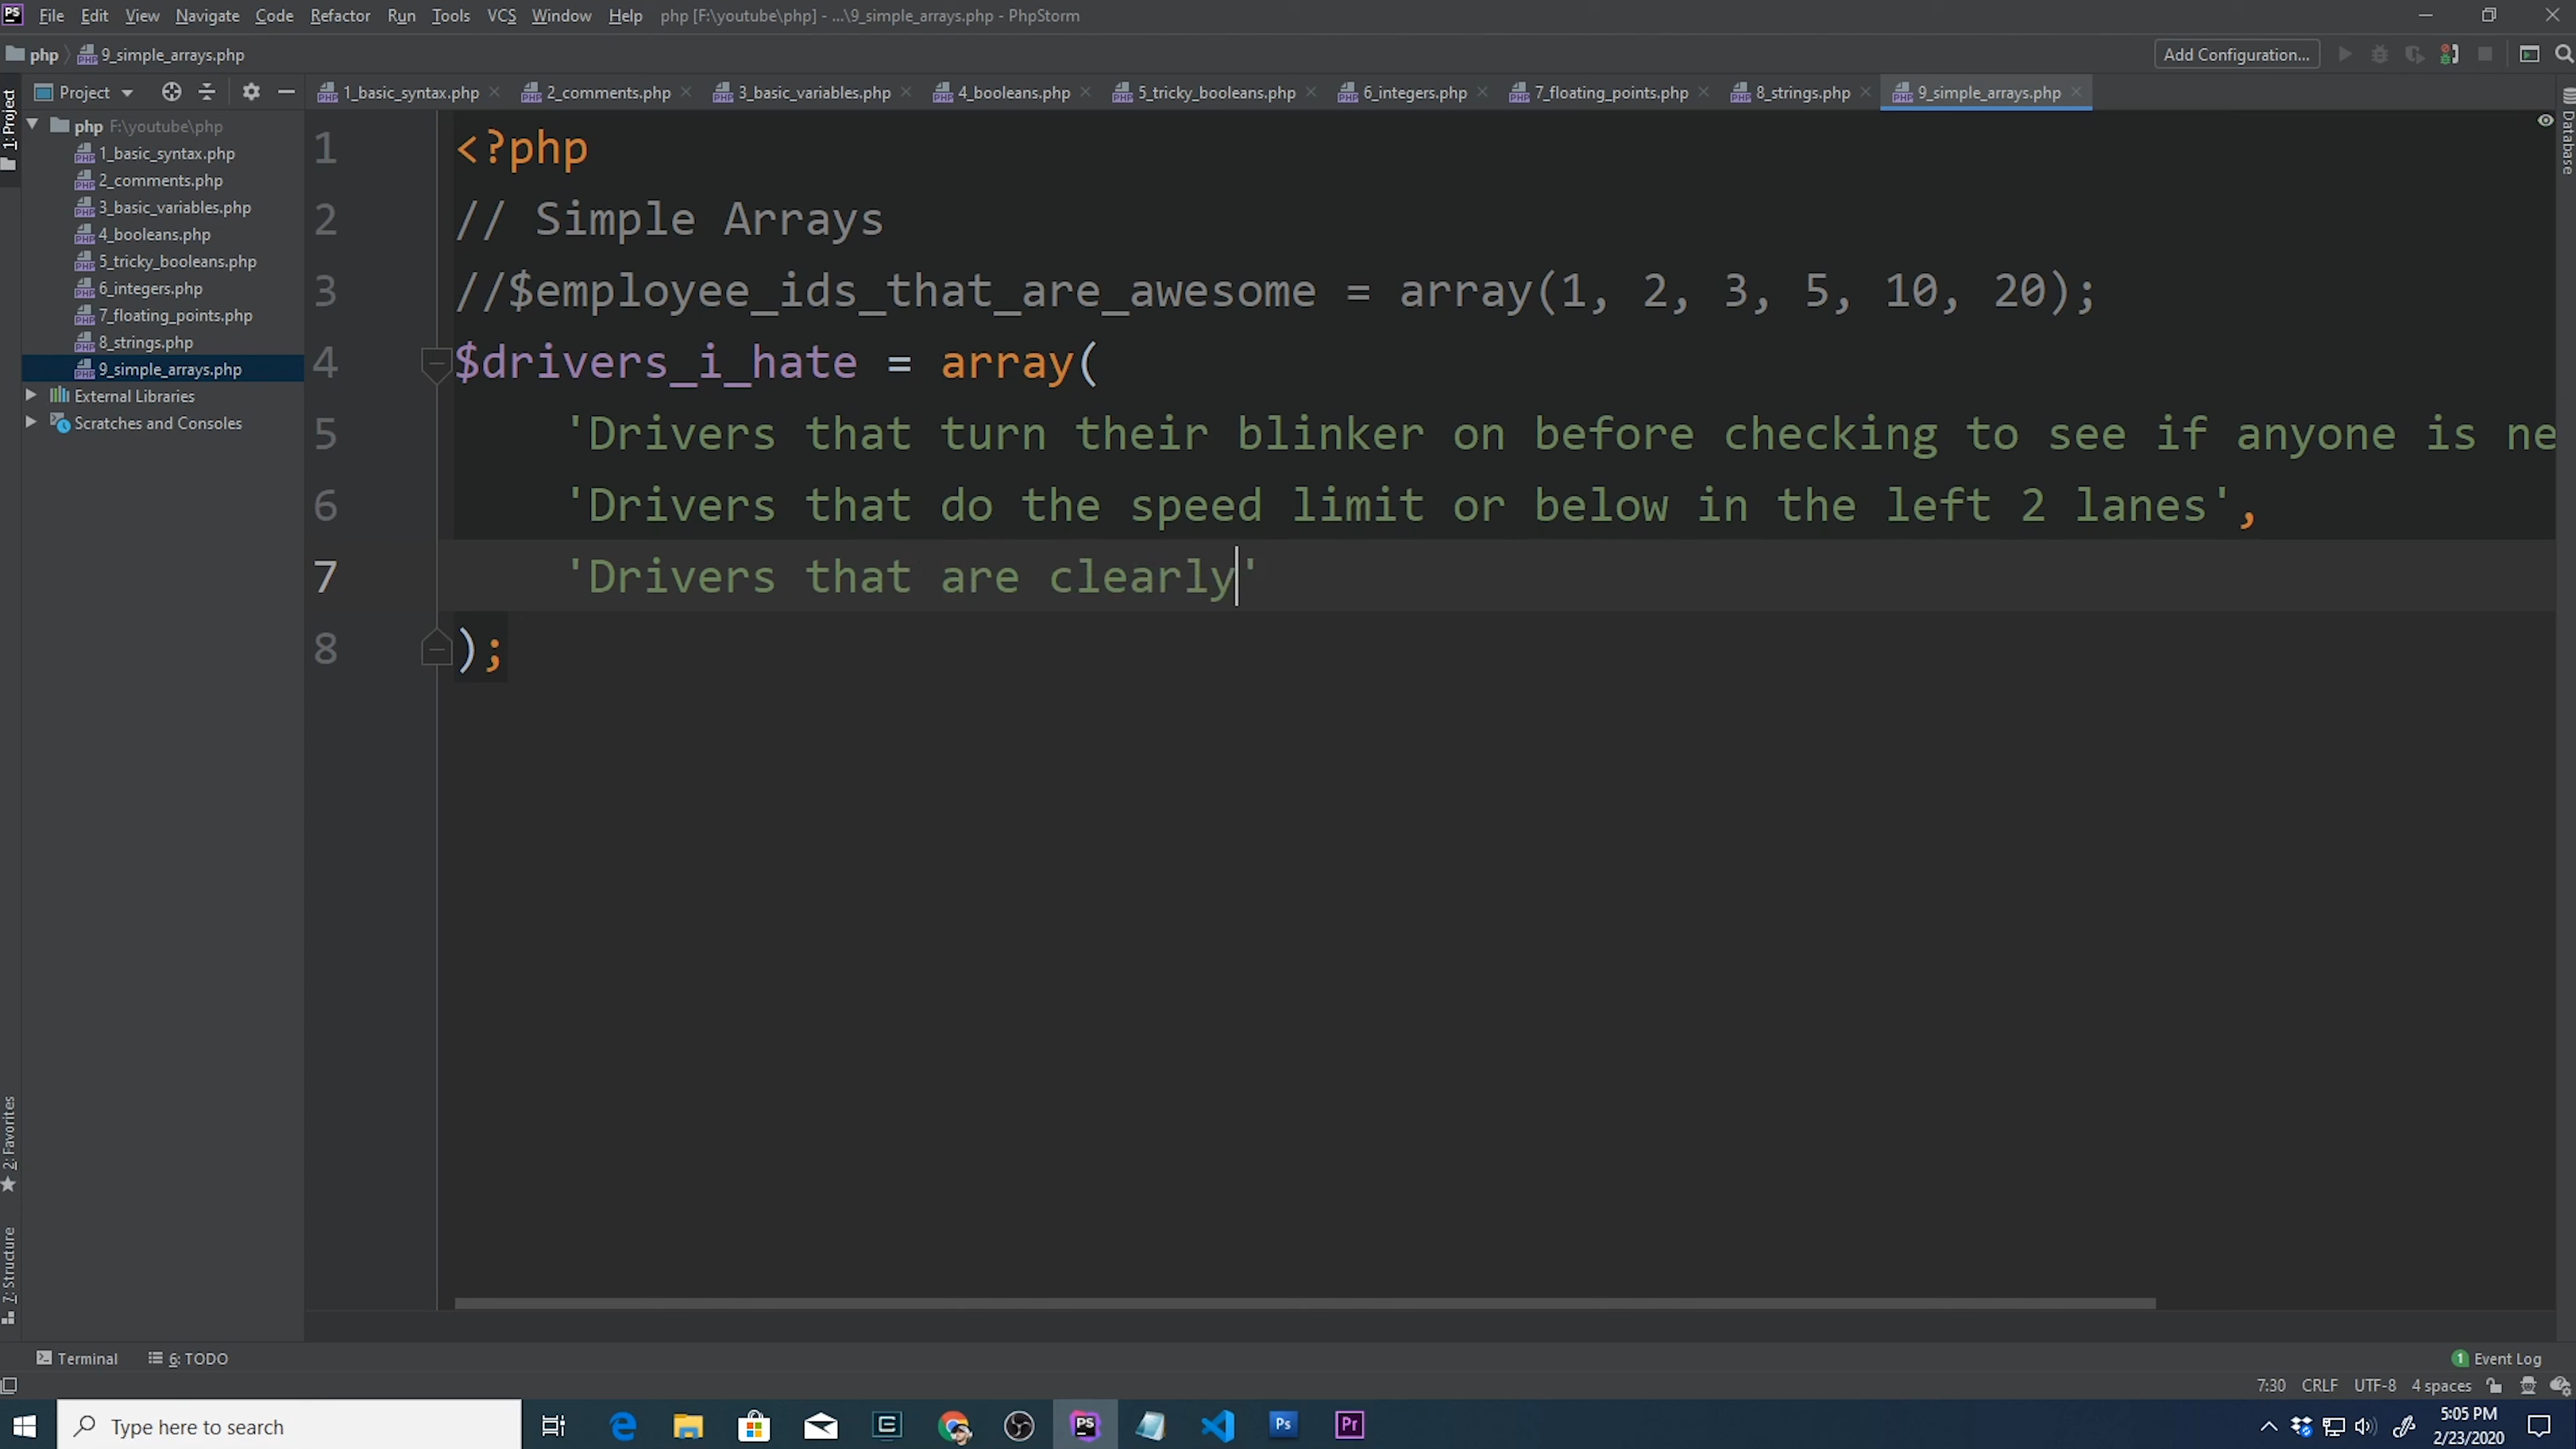 PS File Edit View Navigate Code Refactor Run Tools VCS Window Help php [F:\youtube\php] - ...\9_simple_arrays.php - PhpStorm
php 9_simple_arrays.php Add Configuration...
Project 1_basic_syntax.php 2_comments.php 3_basic_variables.php 4_booleans.php 5_tricky_booleans.php 6_integers.php 7_floating_points.php 8_strings.php 9_simple_arrays.php
1: Project
php F:\youtube\php
1_basic_syntax.php
2_comments.php
3_basic_variables.php
4_booleans.php
5_tricky_booleans.php
6_integers.php
7_floating_points.php
8_strings.php
9_simple_arrays.php
External Libraries
Scratches and Consoles
2: Favorites
7: Structure
1 <?php
2 // Simple Arrays
3 //$employee_ids_that_are_awesome = array(1, 2, 3, 5, 10, 20);
4 $drivers_i_hate = array(
5 'Drivers that turn their blinker on before checking to see if anyone is ne
6 'Drivers that do the speed limit or below in the left 2 lanes',
7 'Drivers that are clearly'
8 );
Database
Terminal 6: TODO 1 Event Log
7:30 CRLF UTF-8 4 spaces
Type here to search PS Ps Pr 5:05 PM
2/23/2020